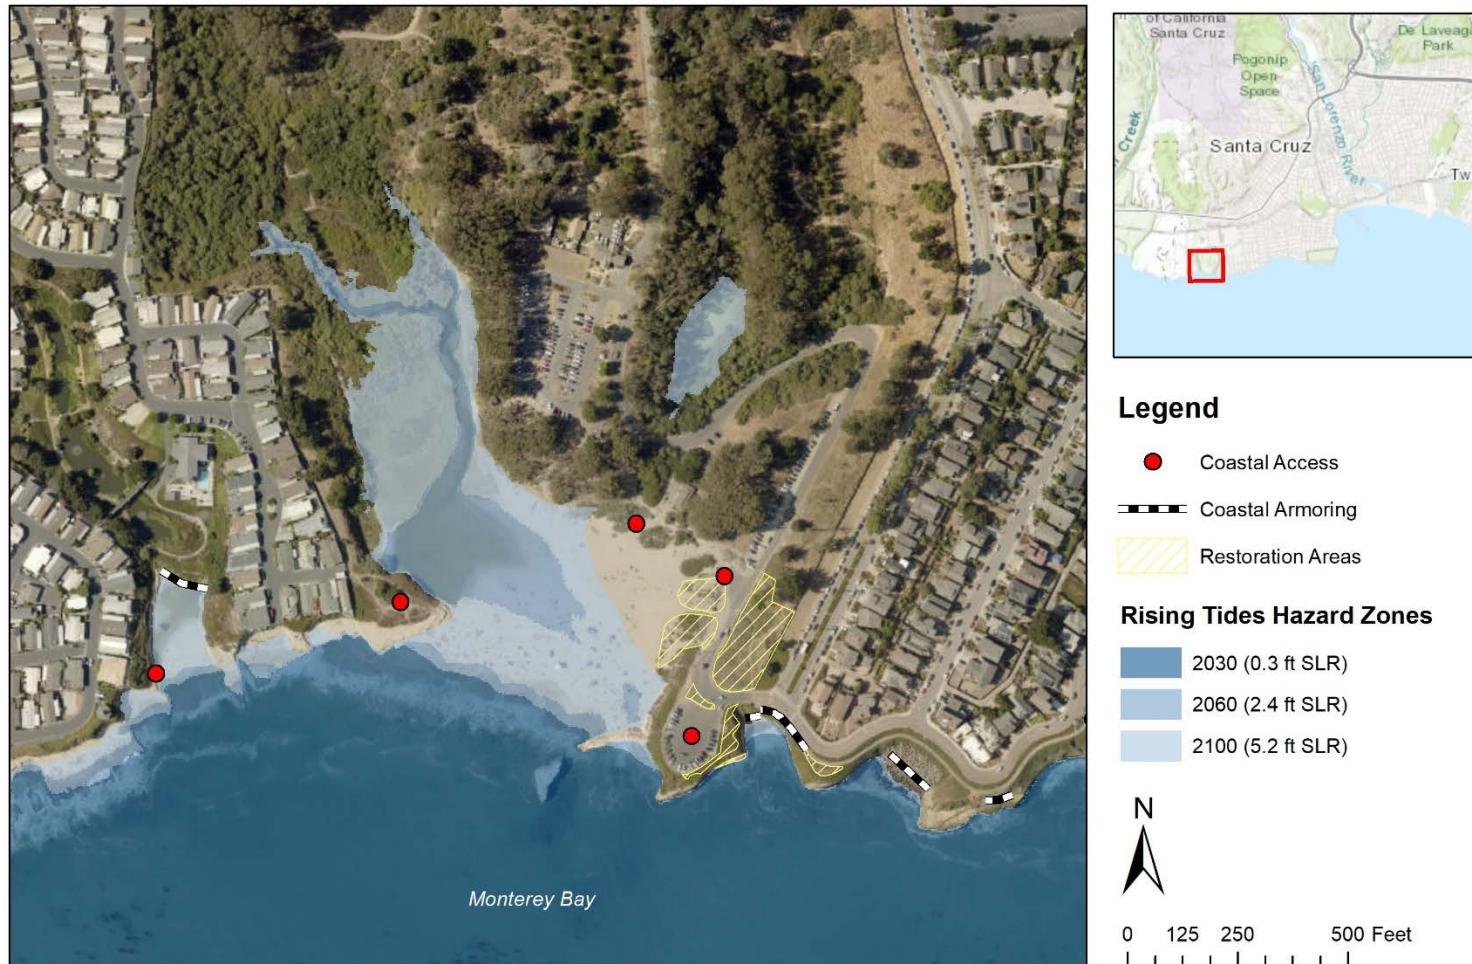 of California
Santa Cruz
De Laveaga
Park
Pogonip
Open
Space
San Lorenzo River
Creek
Santa Cruz
Tw
Legend
Coastal Access
Coastal Armoring
Restoration Areas
Rising Tides Hazard Zones
2030 (0.3 ft SLR)
2060 (2.4 ft SLR)
2100 (5.2 ft SLR)
N
Monterey Bay
0 125 250 500 Feet